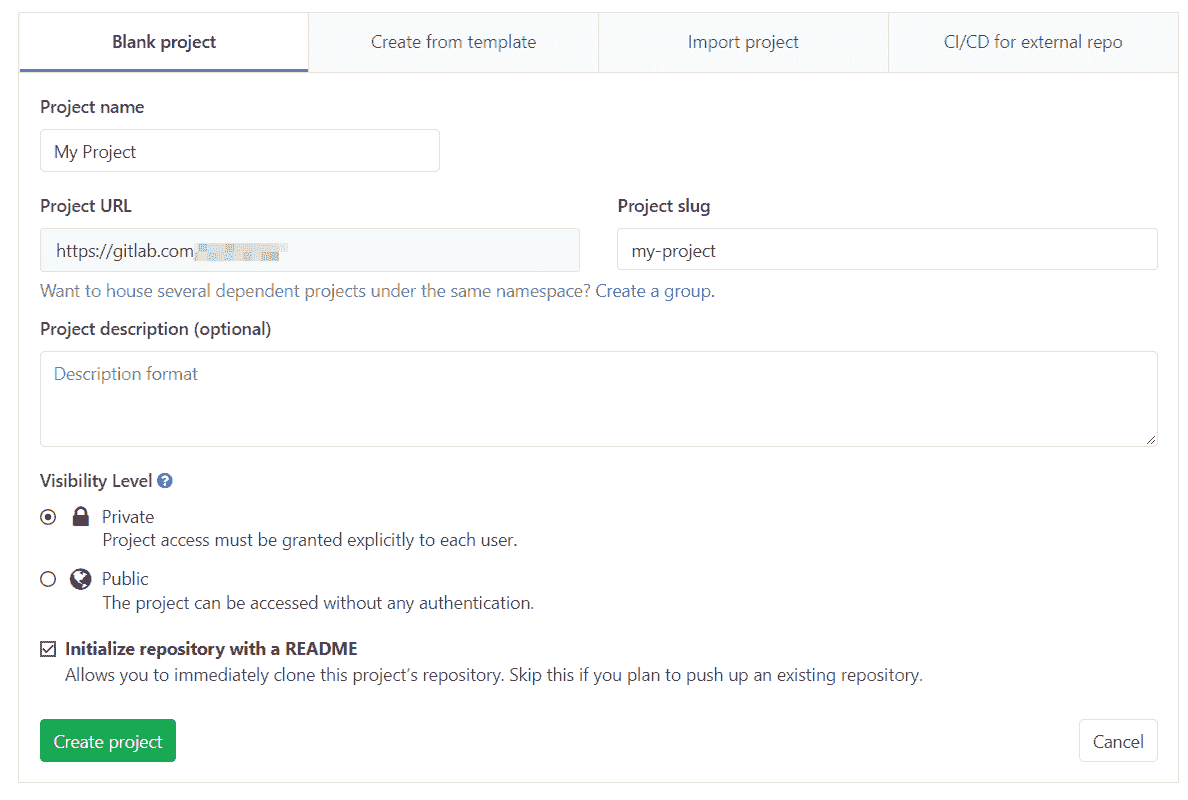 Blank project
Create from template
Import project
CI/CD for external repo
Project name
My Project
Project URL
Project slug
https://gitlab.com
my-project
Want to house several dependent projects under the same namespace? Create a group.
Project description (optional)
Description format
Visibility Level ?
Private
Project access must be granted explicitly to each user.
Public
The project can be accessed without any authentication.
Initialize repository with a README
Allows you to immediately clone this project's repository. Skip this if you plan to push up an existing repository.
Create project
Cancel